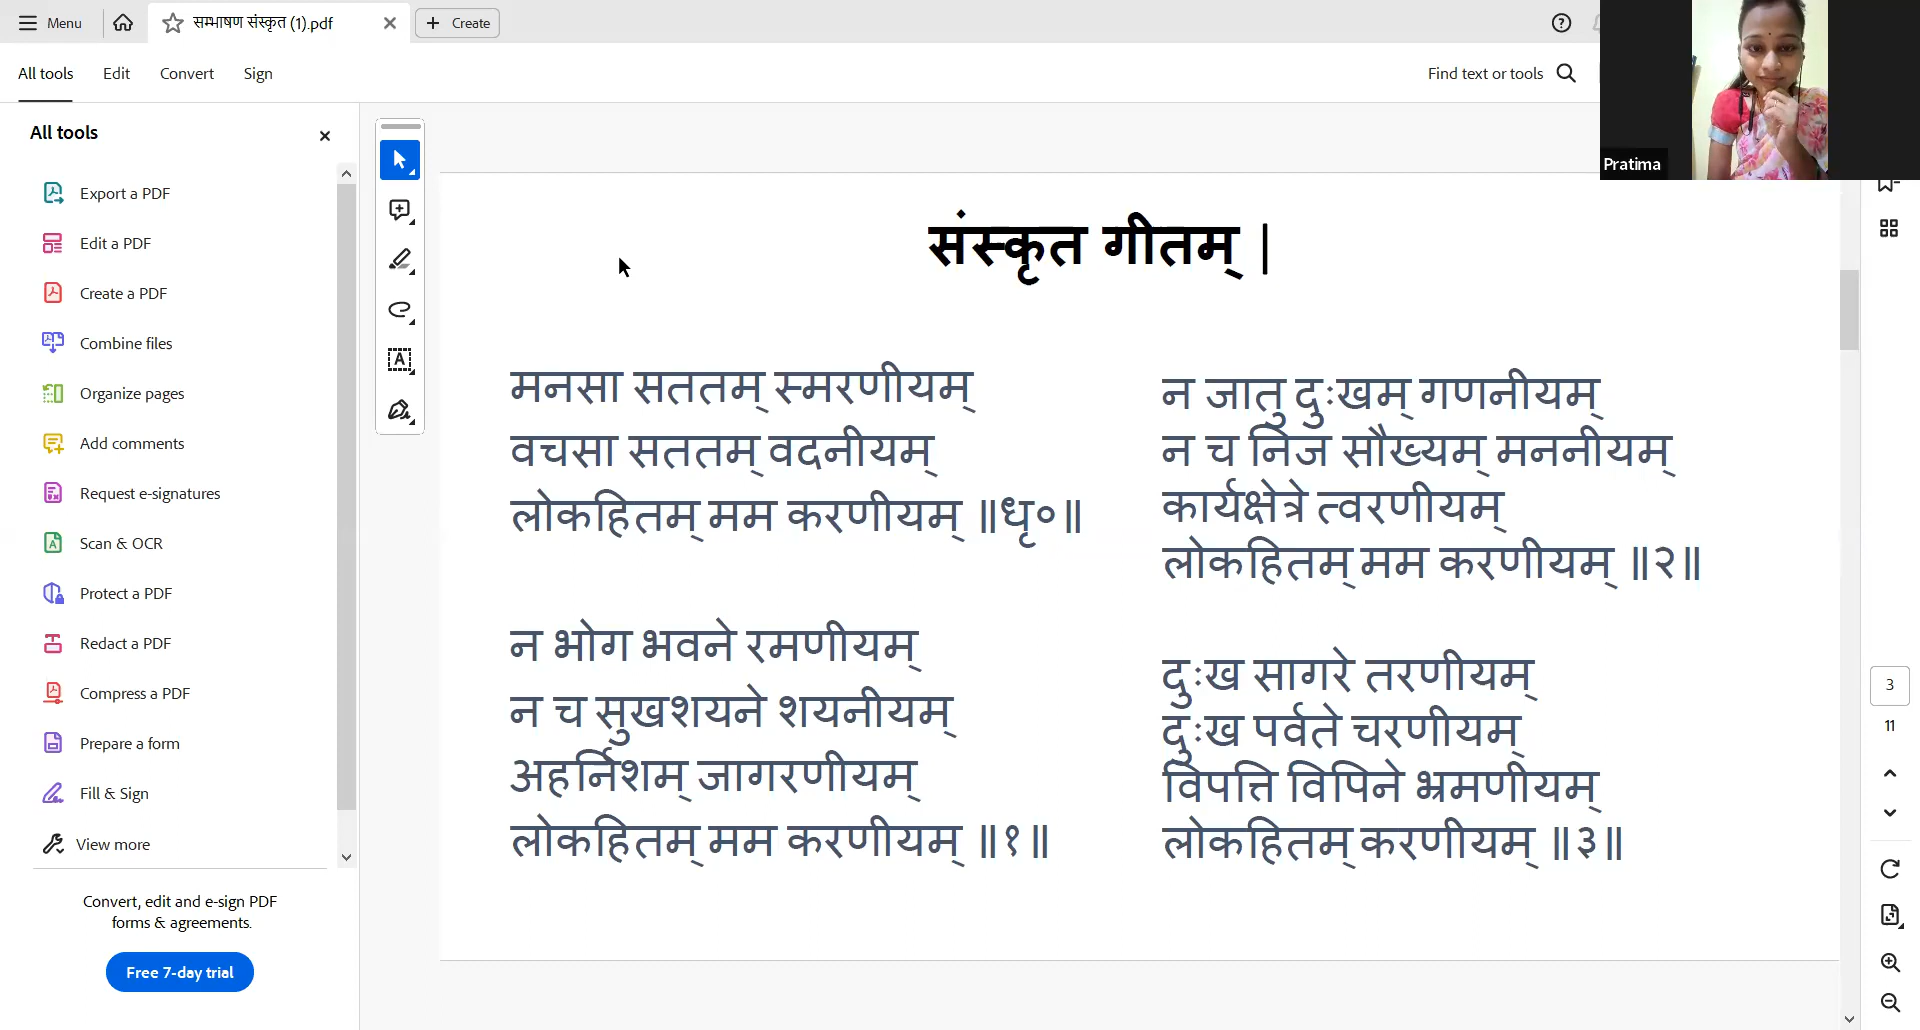 Menu
सम्भाषण संस्कृत (1).pdf
Create
All tools
Edit
Convert
Sign
Find text or tools
Pratima
All tools
Export a PDF
Edit a PDF
Create a PDF
Combine files
Organize pages
Add comments
Request e-signatures
Scan & OCR
Protect a PDF
Redact a PDF
Compress a PDF
Prepare a form
Fill & Sign
View more
Convert, edit and e-sign PDF
forms & agreements.
Free 7-day trial
संस्कृत गीतम् |
मनसा सततम् स्मरणीयम्
वचसा सततम् वदनीयम्
लोकहितम् मम करणीयम् ॥धृ०॥
न भोग भवने रमणीयम्
न च सुखशयने शयनीयम्
अहर्निशम् जागरणीयम्
लोकहितम् मम करणीयम् ॥१॥
न जातु दुःखम् गणनीयम्
न च निज सौख्यम् मननीयम्
कार्यक्षेत्रे त्वरणीयम्
लोकहितम् मम करणीयम् ॥२॥
दुःख सागरे तरणीयम्
दुःख पर्वते चरणीयम्
विपत्ति विपिने भ्रमणीयम्
लोकहितम् करणीयम् ॥३॥
3
11